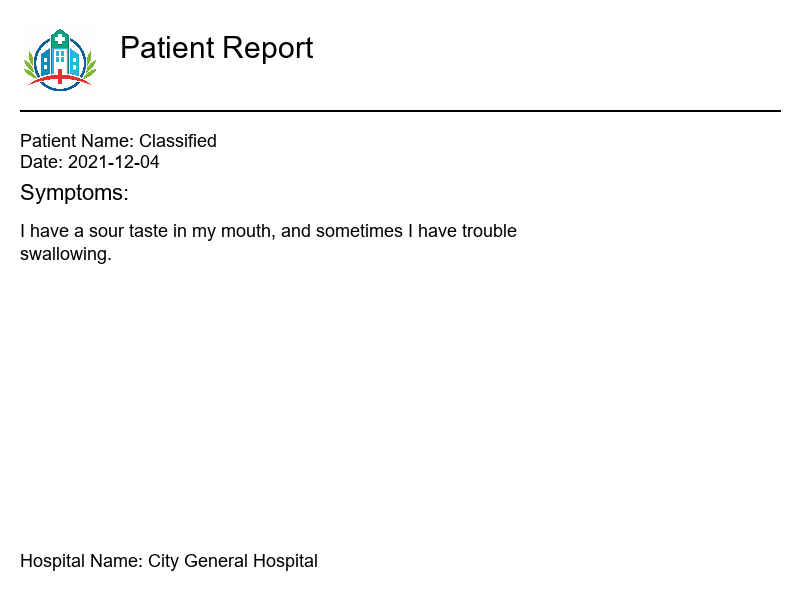 Patient Report
Patient Name: Classified
Date: 2021-12-04
Symptoms:
I have a sour taste in my mouth, and sometimes I have trouble
swallowing.
Hospital Name: City General Hospital